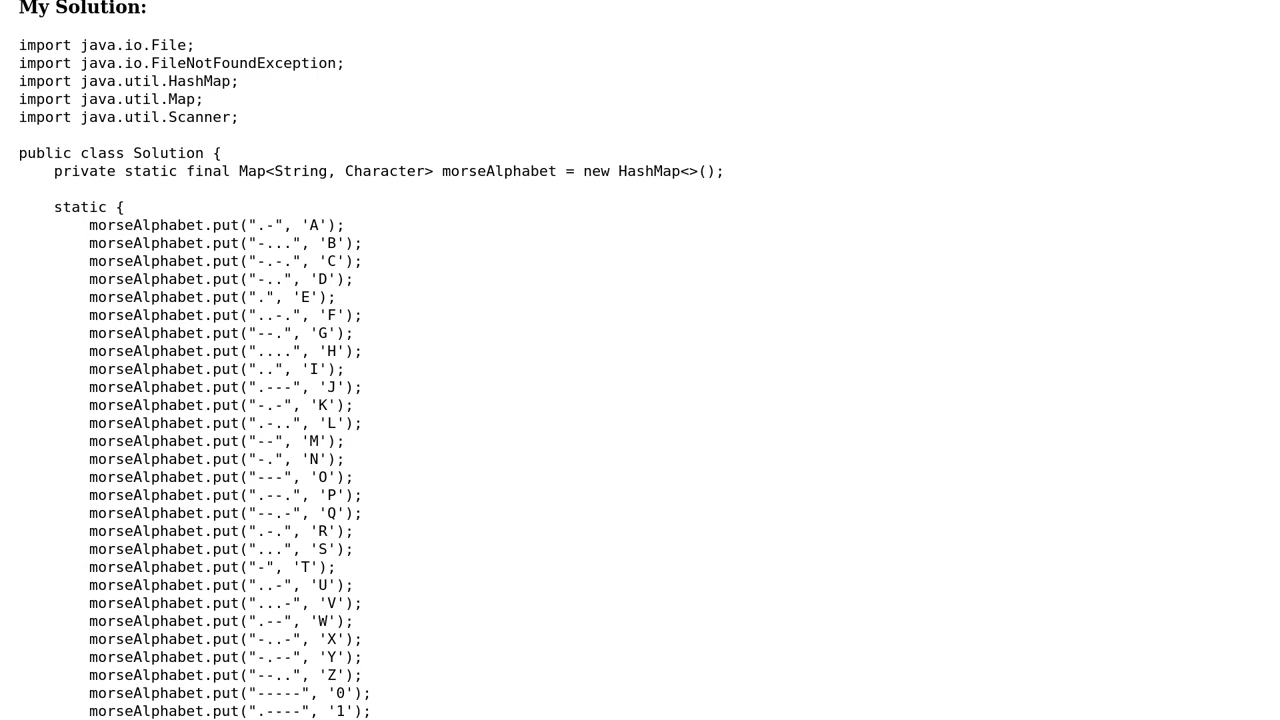 My Solution:
import java.io.File;
import java.io.FileNotFoundException;
import java.util.HashMap;
import java.util.Map;
import java.util.Scanner;
public class Solution {
    private static final Map<String, Character> morseAlphabet = new HashMap<>();
    static {
        morseAlphabet.put(".-", 'A');
        morseAlphabet.put("-...", 'B');
        morseAlphabet.put("-.-.", 'C');
        morseAlphabet.put("-..", 'D');
        morseAlphabet.put(".", 'E');
        morseAlphabet.put("..-.", 'F');
        morseAlphabet.put("--.", 'G');
        morseAlphabet.put("....", 'H');
        morseAlphabet.put("..", 'I');
        morseAlphabet.put(".---", 'J');
        morseAlphabet.put("-.-", 'K');
        morseAlphabet.put(".-..", 'L');
        morseAlphabet.put("--", 'M');
        morseAlphabet.put("-.", 'N');
        morseAlphabet.put("---", 'O');
        morseAlphabet.put(".--.", 'P');
        morseAlphabet.put("--.-", 'Q');
        morseAlphabet.put(".-.", 'R');
        morseAlphabet.put("...", 'S');
        morseAlphabet.put("-", 'T');
        morseAlphabet.put("..-", 'U');
        morseAlphabet.put("...-", 'V');
        morseAlphabet.put(".--", 'W');
        morseAlphabet.put("-..-", 'X');
        morseAlphabet.put("-.--", 'Y');
        morseAlphabet.put("--..", 'Z');
        morseAlphabet.put("-----", '0');
        morseAlphabet.put(".----", '1');